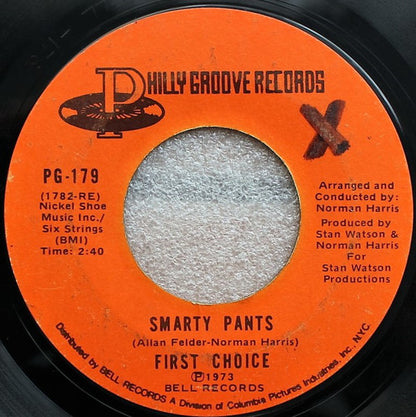 PHILLY GROOVE RECORDS
X
PG-179
(1782-RE)
Nickel Shoe
Music Inc./
Six Strings
(BMI)
Time: 2:40
Arranged and
Conducted by:
Norman Harris
Produced by
Stan Watson &
Norman Harris
For
Stan Watson
Productions
SMARTY PANTS
(Allan Felder-Norman Harris)
FIRST CHOICE
Ⓟ1973
BELL RECORDS
Distributed by BELL RECORDS A Division of Columbia Pictures Industries, Inc., N.Y.C.